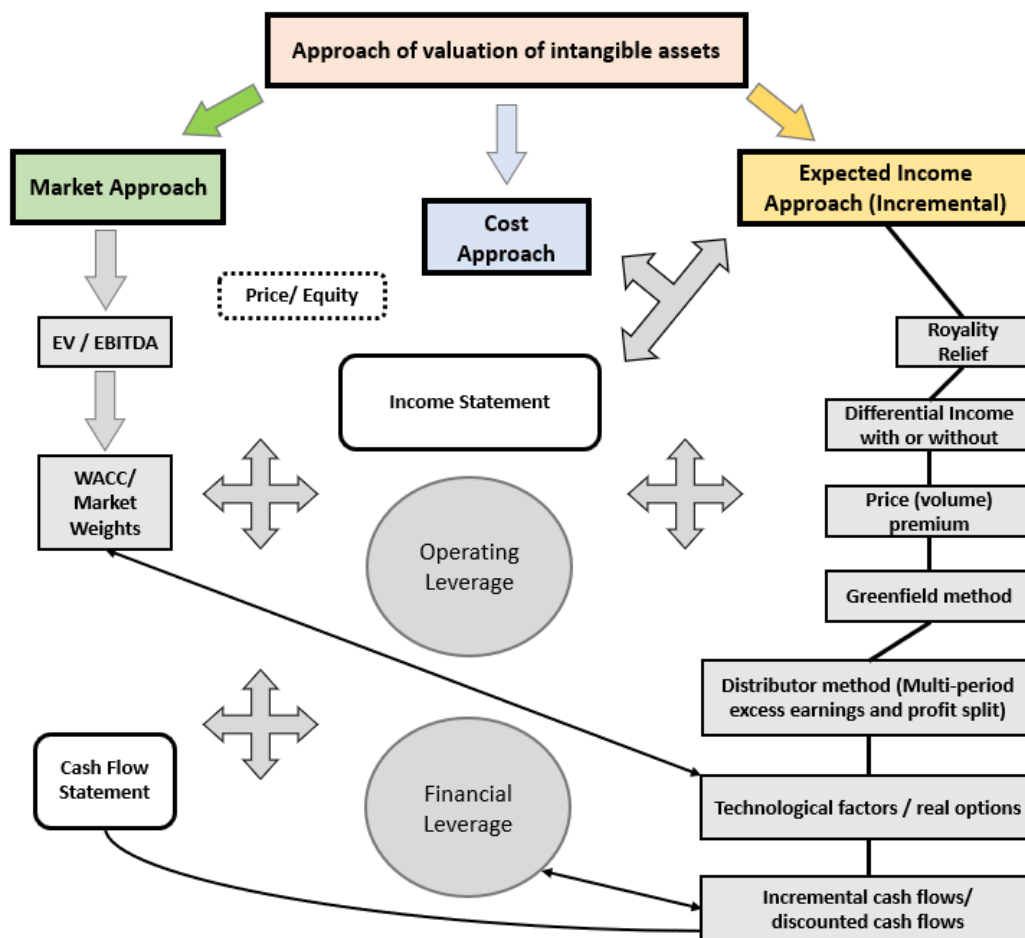 Approach of valuation of intangible assets
Market Approach
Cost
Approach
Expected Income
Approach (Incremental)
Price/ Equity
EV / EBITDA
Royality
Relief
Income Statement
Differential Income
with or without
WACC/
Market
Weights
Price (volume)
premium
Operating
Leverage
Greenfield method
Distributor method (Multi-period
excess earnings and profit split)
Cash Flow
Statement
Financial
Leverage
Technological factors / real options
Incremental cash flows/
discounted cash flows